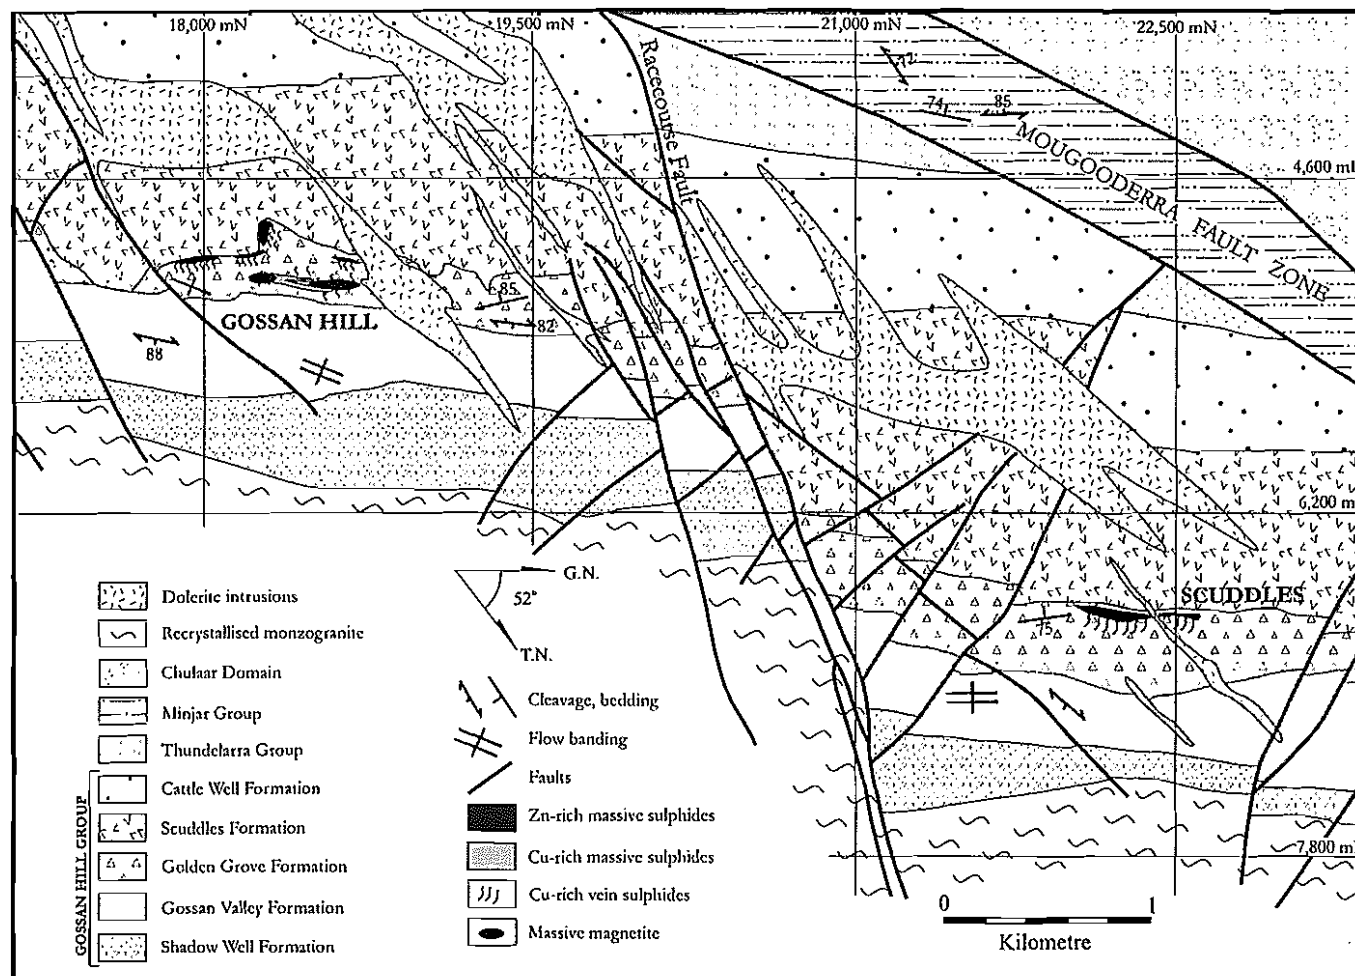 18,000 mN
19,500 mN
21,000 mN
22,500 mN
Racecourse Fault
72
74
85
MOUGOODERRA FAULT ZONE
4,600 mE
85
82
GOSSAN HILL
88
6,200 m
SCUDDLES
75
7,800 m
G.N.
52°
T.N.
Dolerite intrusions
Recrystallised monzogranite
Chulaar Domain
Minjar Group
Thundelarra Group
GOSSAN HILL GROUP
Cattle Well Formation
Scuddles Formation
Golden Grove Formation
Gossan Valley Formation
Shadow Well Formation
Cleavage, bedding
Flow banding
Faults
Zn-rich massive sulphides
Cu-rich massive sulphides
Cu-rich vein sulphides
Massive magnetite
0 1
Kilometre